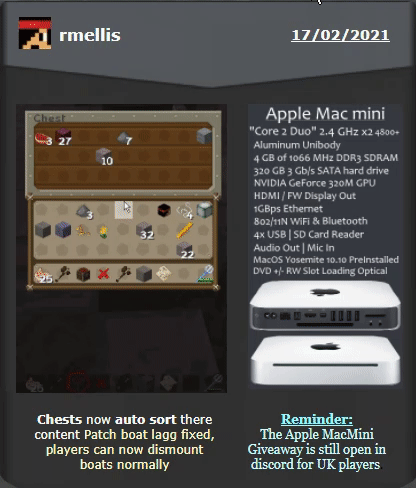 rmellis
17/02/2021
Chest
3
27
7
10
3
4
32
22
25
Apple Mac mini
"Core 2 Duo" 2.4 GHz x2 4800+
Aluminum Unibody
4 GB of 1066 MHz DDR3 SDRAM
320 GB 3 Gb/s SATA hard drive
NVIDIA GeForce 320M GPU
HDMI / FW Display Out
1GBps Ethernet
802/11N WiFi & Bluetooth
4x USB | SD Card Reader
Audio Out | Mic In
MacOS Yosemite 10.10 PreInstalled
DVD +/- RW Slot Loading Optical
Chests now auto sort there
content Patch boat lagg fixed,
players can now dismount
boats normally
Reminder:
The Apple MacMini
Giveaway is still open in
discord for UK players